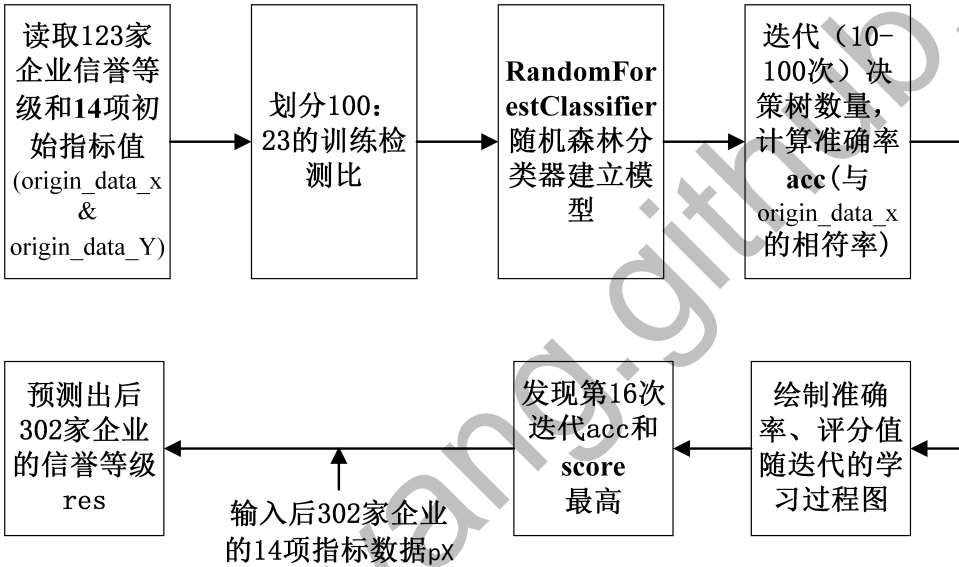 读取123家
企业信誉等
级和14项初
始指标值
(origin_data_x
&
origin_data_Y)
划分100：
23的训练检
测比
RandomFor
estClassifier
随机森林分
类器建立模
型
迭代（10-
100次）决
策树数量，
计算准确率
acc(与
origin_data_x
的相符率)
预测出后
302家企业
的信誉等级
res
输入后302家企业
的14项指标数据pX
发现第16次
迭代acc和
score
最高
绘制准确
率、评分值
随迭代的学
习过程图
yang.github.